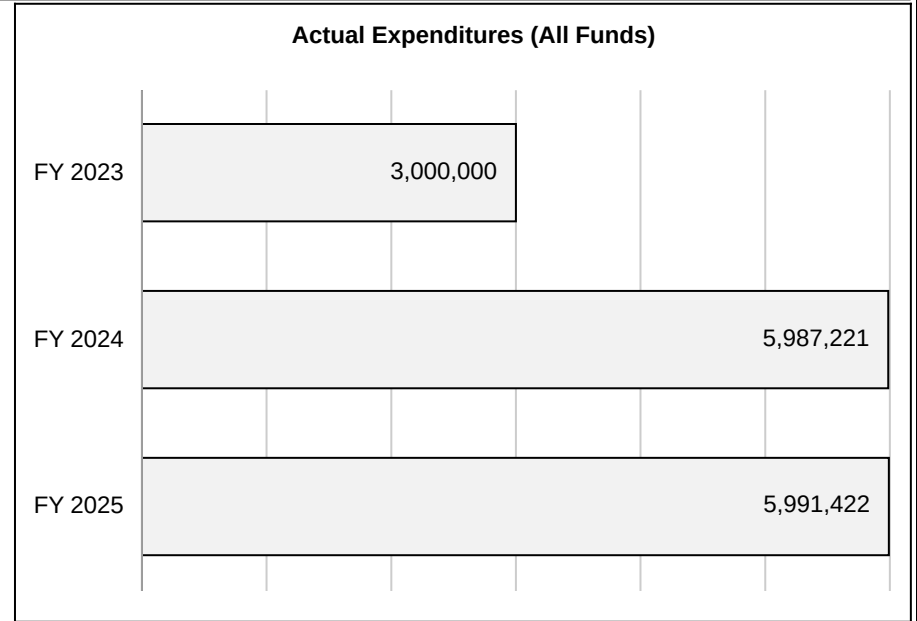 Actual Expenditures (All Funds)
FY 2023
3,000,000
FY 2024
5,987,221
FY 2025
5,991,422